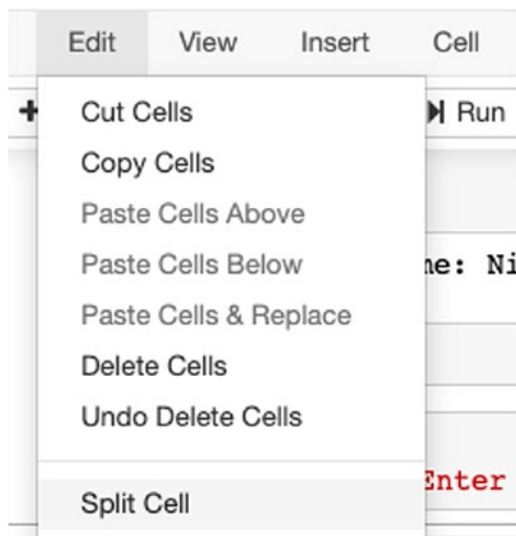 Edit View Insert Cell
Cut Cells
Run
Copy Cells
Paste Cells Above
Paste Cells Below
Paste Cells & Replace
Delete Cells
Undo Delete Cells
Enter
Split Cell